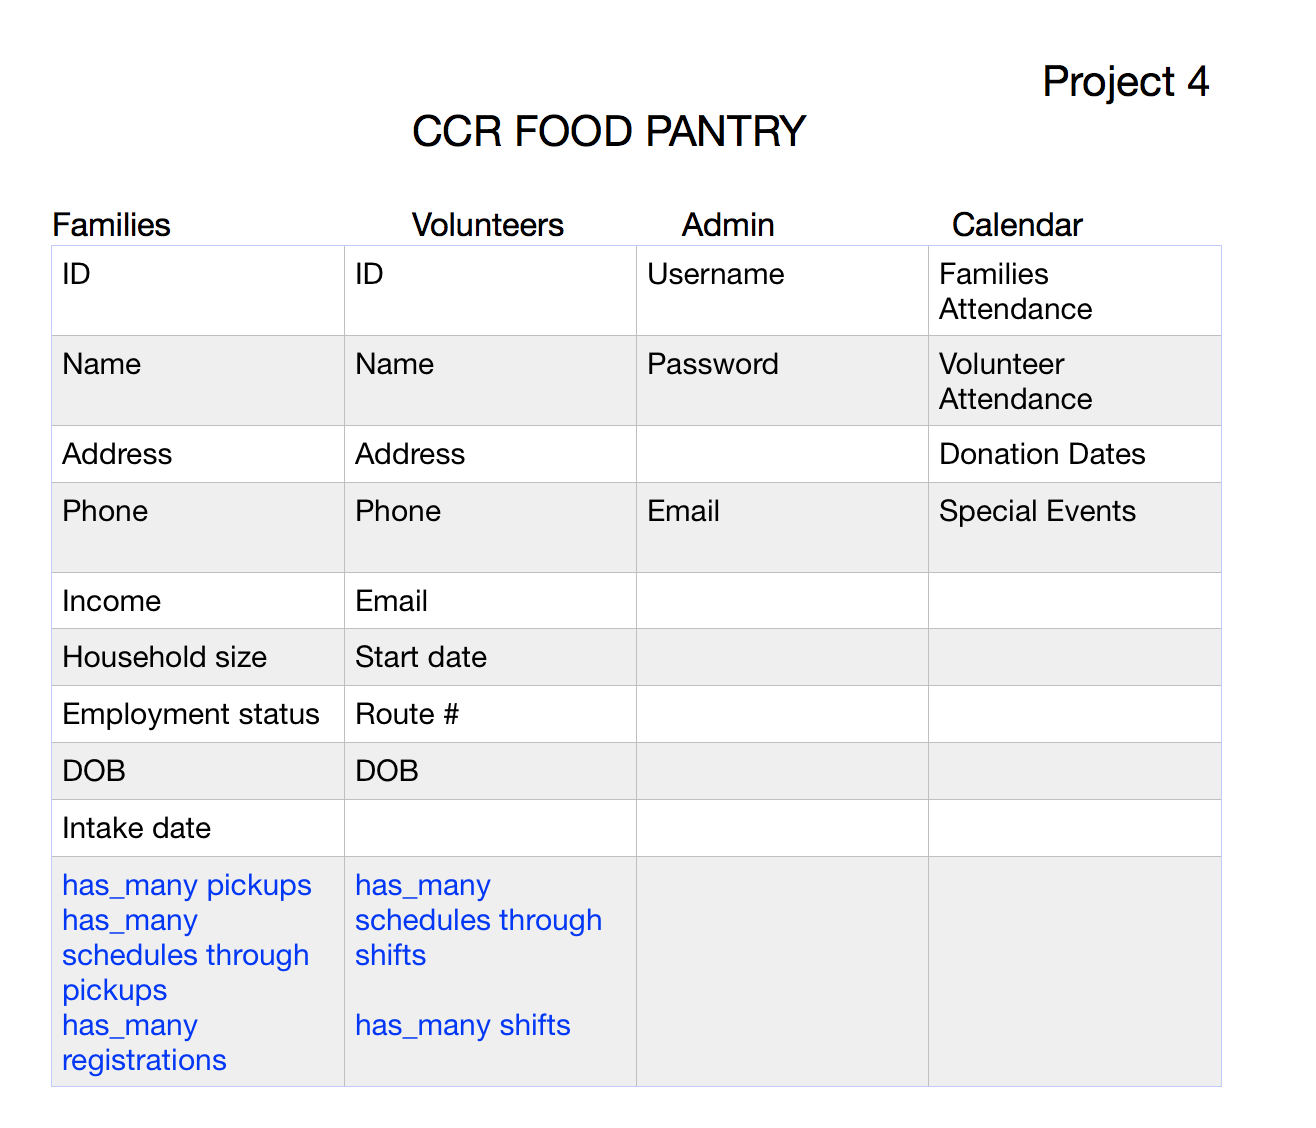 Project 4
CCR FOOD PANTRY
Families
Volunteers
Admin
Calendar
ID
ID
Username
Families
Attendance
Name
Name
Password
Volunteer
Attendance
Address
Address
Donation Dates
Phone
Phone
Email
Special Events
Income
Email
Household size
Start date
Employment status
Route #
DOB
DOB
Intake date
has_many pickups
has_many
schedules through
pickups
has_many
registrations
has_many
schedules through
shifts
has_many shifts